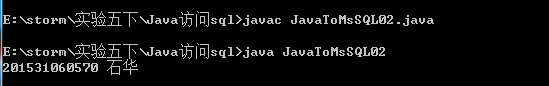 E:\storm\实验五下\Java访问sql>javac JavaToMsSQL02.java
E:\storm\实验五下\Java访问sql>java JavaToMsSQL02
201531060570 石华